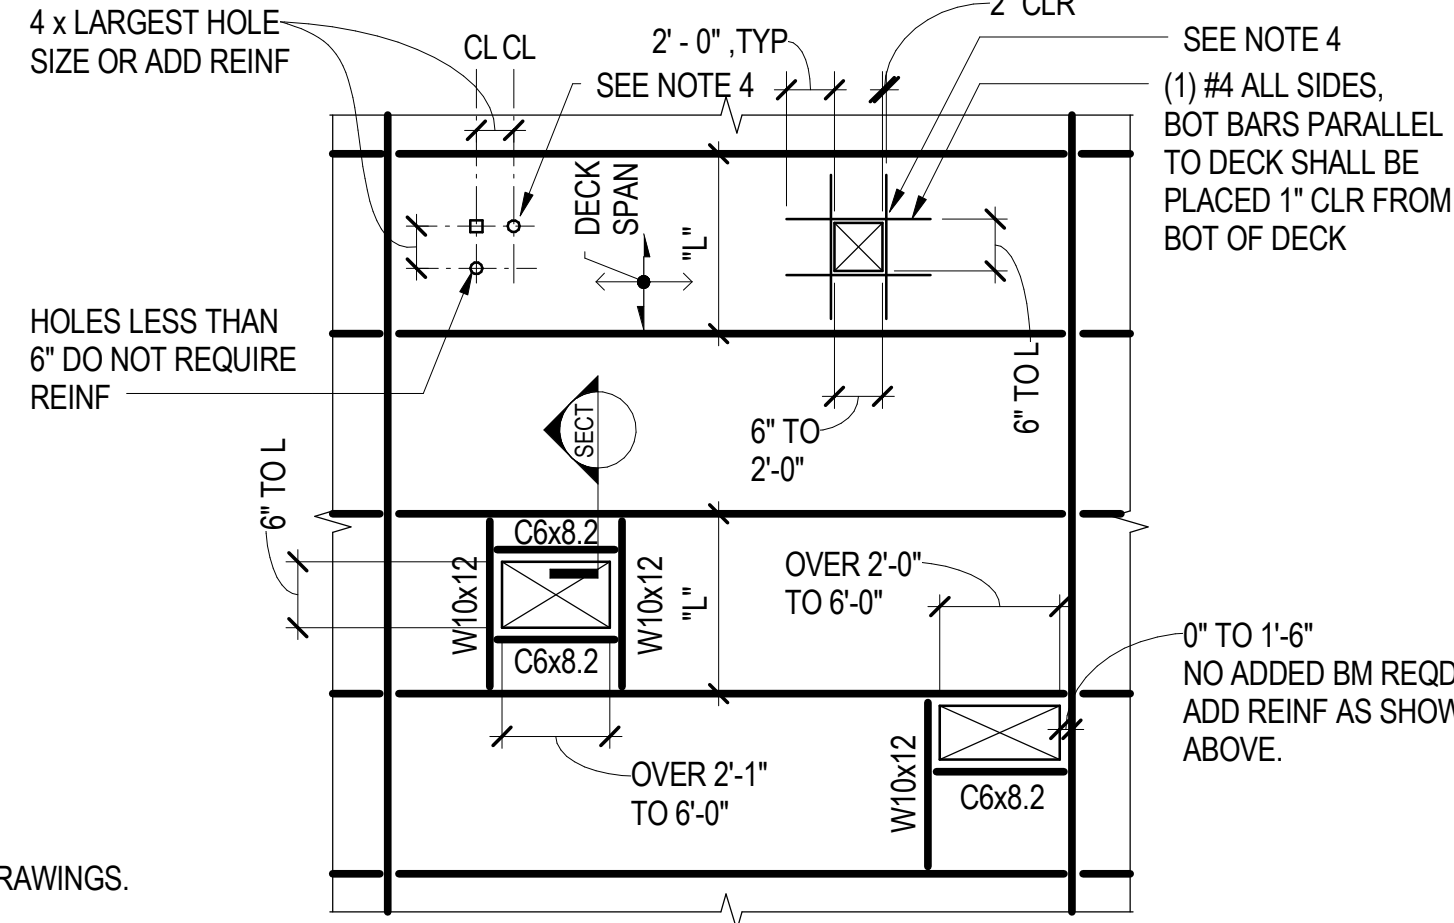 4 x LARGEST HOLE
SIZE OR ADD REINF
CL CL
SEE NOTE 4
2' - 0" ,TYP
2" CLR
SEE NOTE 4
(1) #4 ALL SIDES,
BOT BARS PARALLEL
TO DECK SHALL BE
PLACED 1" CLR FROM
BOT OF DECK
DECK
SPAN
"L"
HOLES LESS THAN
6" DO NOT REQUIRE
REINF
6" TO L
SECT
6" TO
2'-0"
6" TO L
C6x8.2
W10x12
W10x12
C6x8.2
"L"
OVER 2'-0"
TO 6'-0"
0" TO 1'-6"
NO ADDED BM REQD
ADD REINF AS
ABOVE.
OVER 2'-1"
TO 6'-0"
W10x12
C6x8.2
RAWINGS.